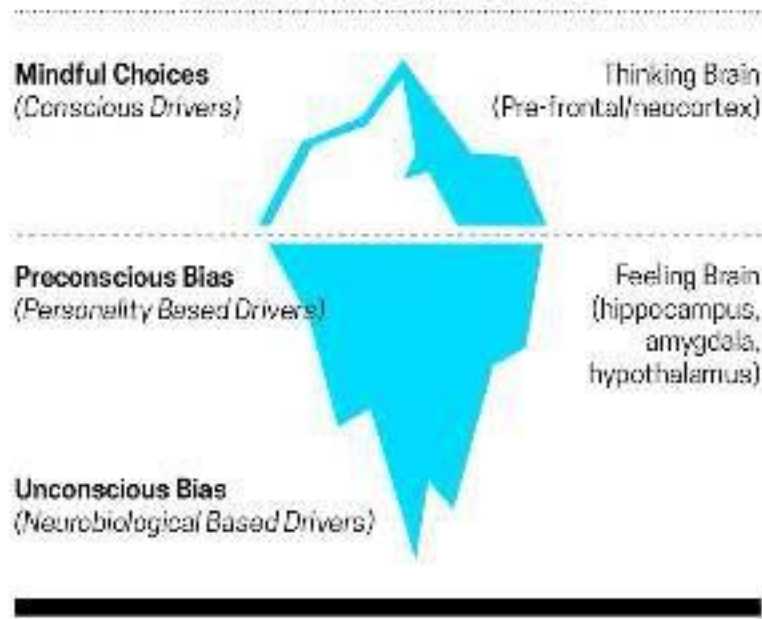 Mindful Choices
(Conscious Drivers)
Thinking Brain
(Pre-frontal/neocortex)
Preconscious Bias
(Personality Based Drivers)
Feeling Brain
(hippocampus,
amygdala,
hypothalamus)
Unconscious Bias
(Neurobiological Based Drivers)